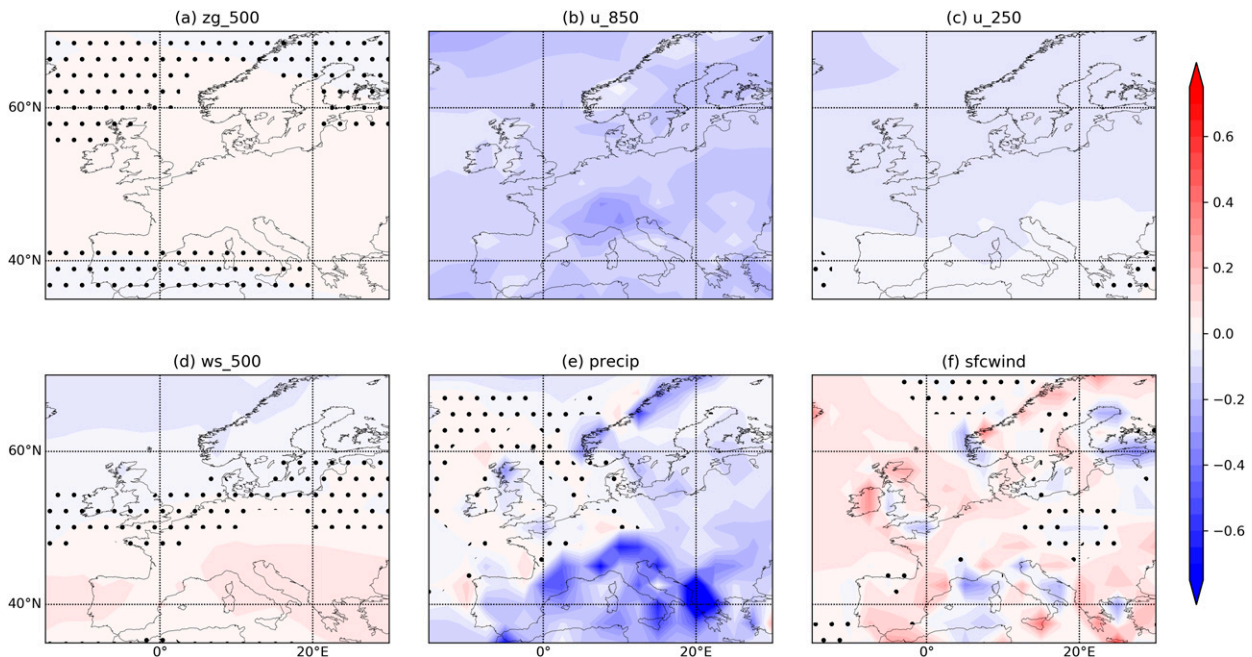 (a) zg_500
(b) u_850
(c) u_250
60°N
40°N
0.6
0.4
0.2
0.0
−0.2
−0.4
−0.6
(d) ws_500
(e) precip
(f) sfcwind
60°N
40°N
0°
20°E
0°
20°E
0°
20°E